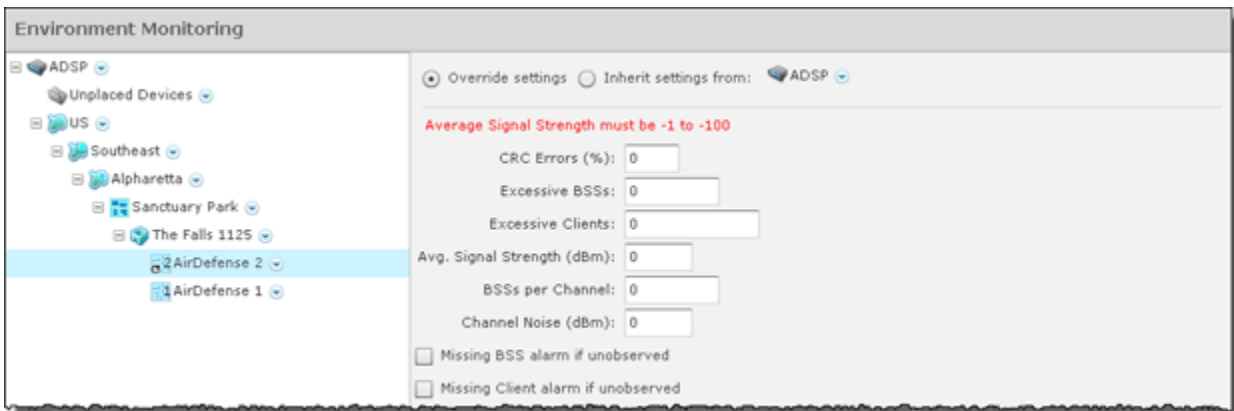 Environment Monitoring
ADSP
Unplaced Devices
US
Southeast
Alpharetta
Sanctuary Park
The Falls 1125
2 AirDefense 2
1 AirDefense 1
Override settings Inherit settings from: ADSP
Average Signal Strength must be -1 to -100
CRC Errors (%): 0
Excessive BSSs: 0
Excessive Clients: 0
Avg. Signal Strength (dBm): 0
BSSs per Channel: 0
Channel Noise (dBm): 0
Missing BSS alarm if unobserved
Missing Client alarm if unobserved